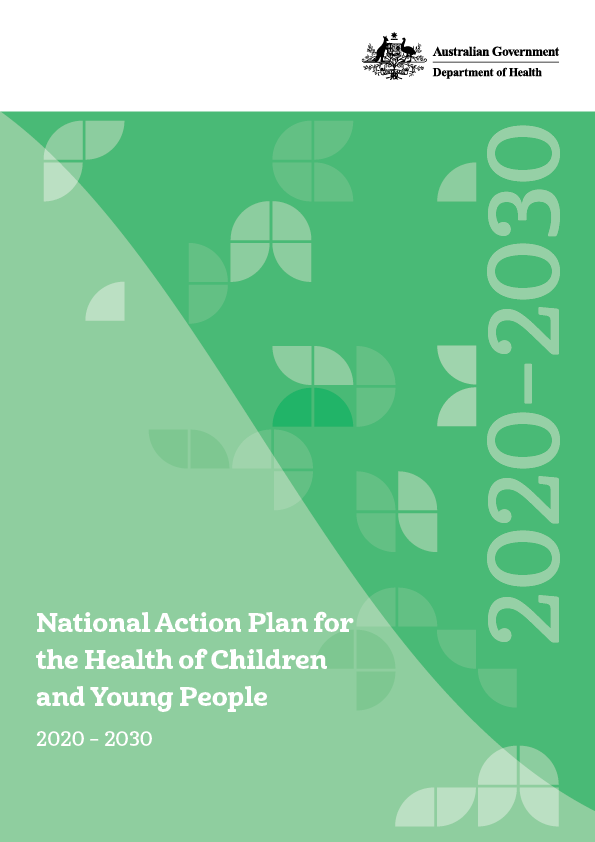 Australian Government
Department of Health
2020–2030
National Action Plan for
the Health of Children
and Young People
2020 – 2030